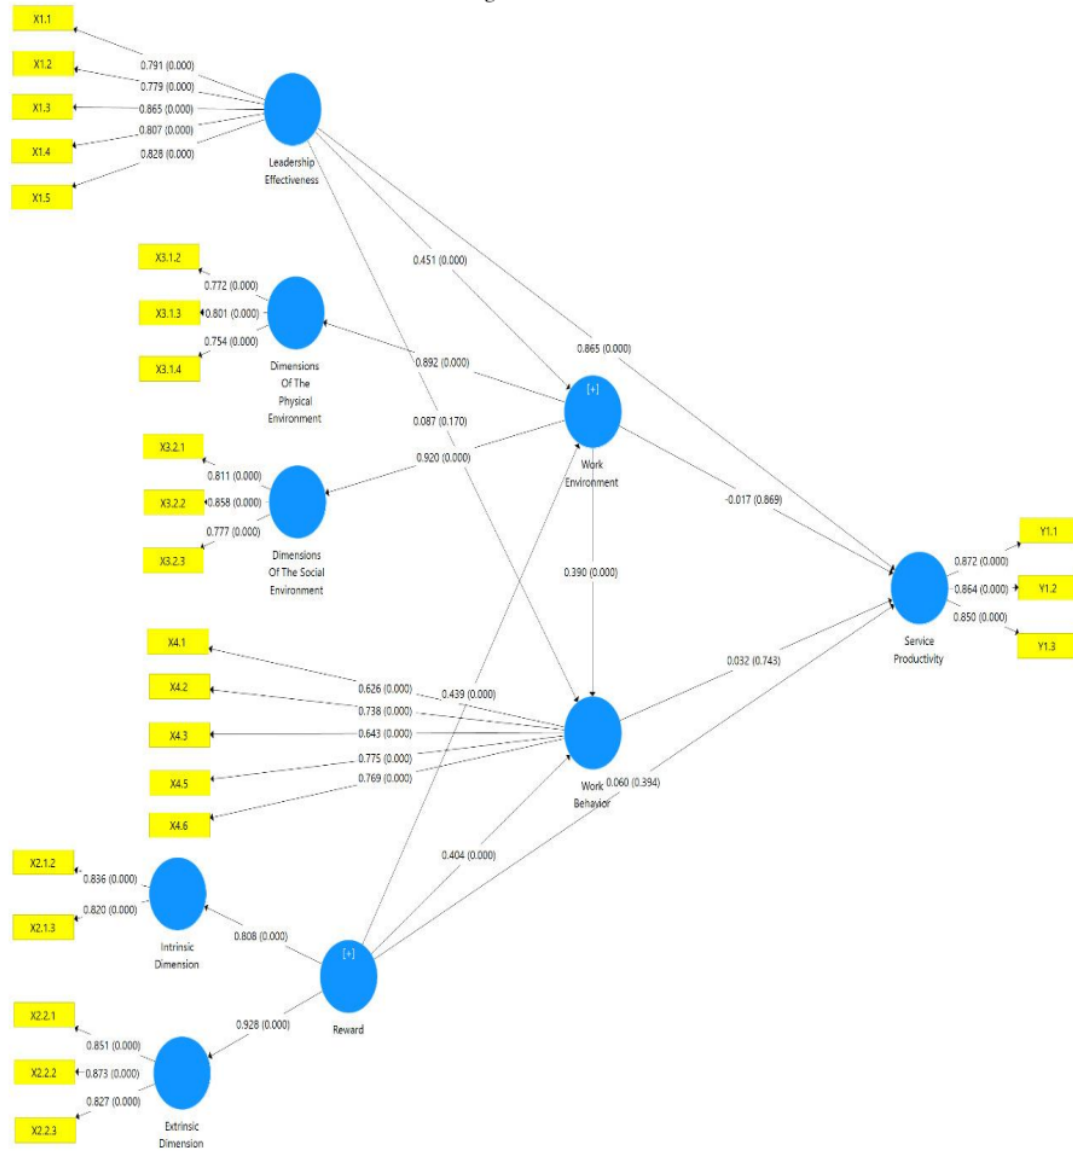 X1.1
0.791 (0.000)
X1.2
0.779 (0.000)
X1.3
0.865 (0.000)
X1.4
0.807 (0.000)
0.828 (0.000)
X1.5
Leadership
Effectiveness
0.451 (0.000)
X3.1.2
0.772 (0.000)
X3.1.3
0.801 (0.000)
0.754 (0.000)
X3.1.4
Dimensions
Of The
Physical
Environment
0.865 (0.000)
0.892 (0.000)
[+]
0.087 (0.170)
0.920 (0.000)
Work
Environment
X3.2.1
0.811 (0.000)
X3.2.2
0.858 (0.000)
0.777 (0.000)
X3.2.3
Dimensions
Of The Social
Environment
-0.017 (0.869)
0.390 (0.000)
Y1.1
0.872 (0.000)
0.864 (0.000)
Y1.2
0.850 (0.000)
Y1.3
Service
Productivity
X4.1
0.626 (0.000)
X4.2
0.439 (0.000)
0.738 (0.000)
X4.3
0.643 (0.000)
0.775 (0.000)
X4.5
0.769 (0.000)
X4.6
0.032 (0.743)
Work
Behavior
0.060 (0.394)
0.404 (0.000)
X2.1.2
0.836 (0.000)
0.820 (0.000)
X2.1.3
Intrinsic
Dimension
0.808 (0.000)
[+]
Reward
0.928 (0.000)
X2.2.1
0.851 (0.000)
X2.2.2
0.873 (0.000)
0.827 (0.000)
X2.2.3
Extrinsic
Dimension